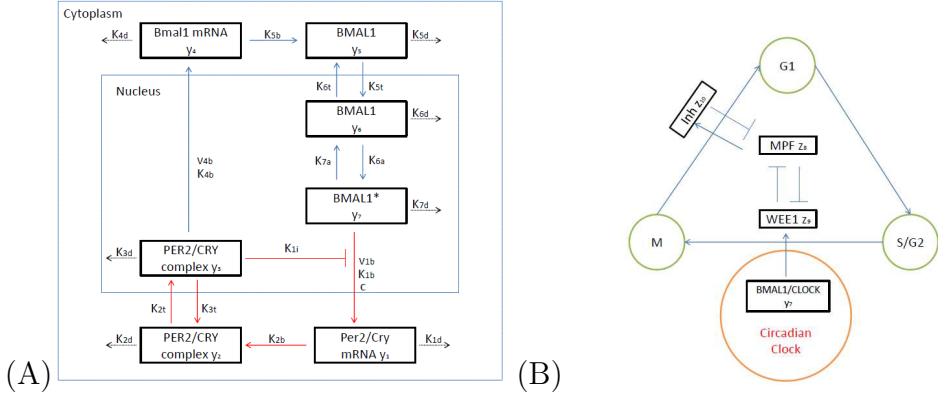 Cytoplasm
K4d
Bmal1 mRNA
y₄
K5b
BMAL1
y₅
K5d
Nucleus
K6t
K5t
BMAL1
y₆
K6d
V4b
K4b
K7a
K6a
BMAL1*
y₇
K7d
K3d
PER2/CRY
complex y₃
K1i
V1b
K1b
C
K2t
K3t
K2d
PER2/CRY
complex y₂
K2b
Per2/Cry
mRNA y₁
K1d
(A)
G1
Inh z₁₀
MPF z₈
WEE1 z₉
M
S/G2
BMAL1/CLOCK
y₇
Circadian
Clock
(B)